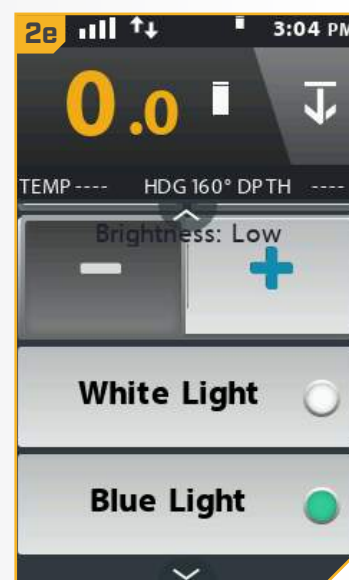 2e 3:04 PM
0.0
TEMP ---- HDG 160° DPTH ----
Brightness: Low
− +
White Light
Blue Light